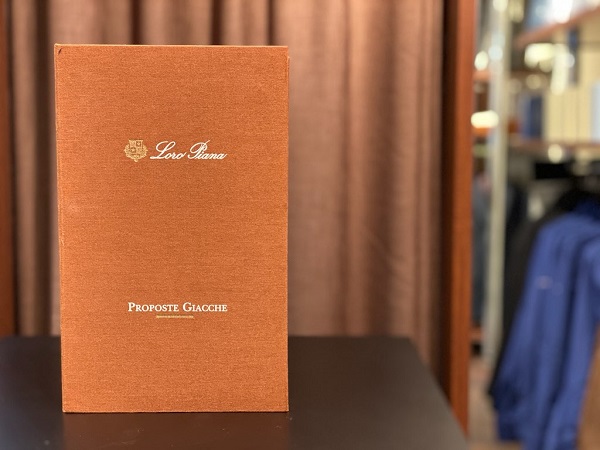 Loro Piana
PROPOSTE GIACCHE